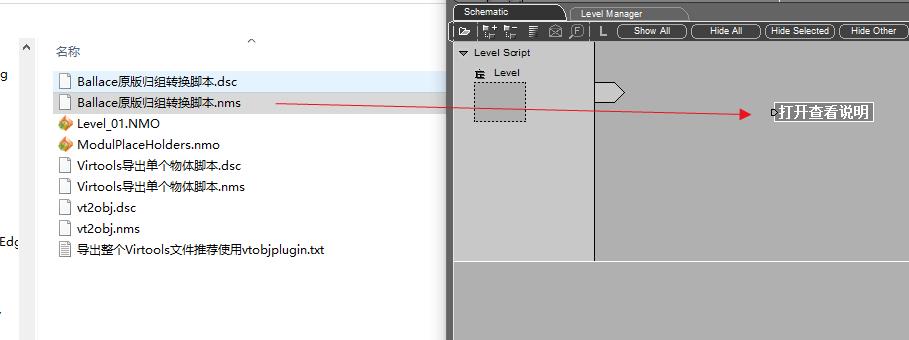 名称
g
Ballace原版归组转换脚本.dsc
Ballace原版归组转换脚本.nms
Level_01.NMO
ModulPlaceHolders.nmo
Virtools导出单个物体脚本.dsc
Virtools导出单个物体脚本.nms
vt2obj.dsc
vt2obj.nms
Edg
导出整个Virtools文件推荐使用vtobjplugin.txt
Schematic
Level Manager
L
Show All
Hide All
Hide Selected
Hide Other
Level Script
Level
打开查看说明